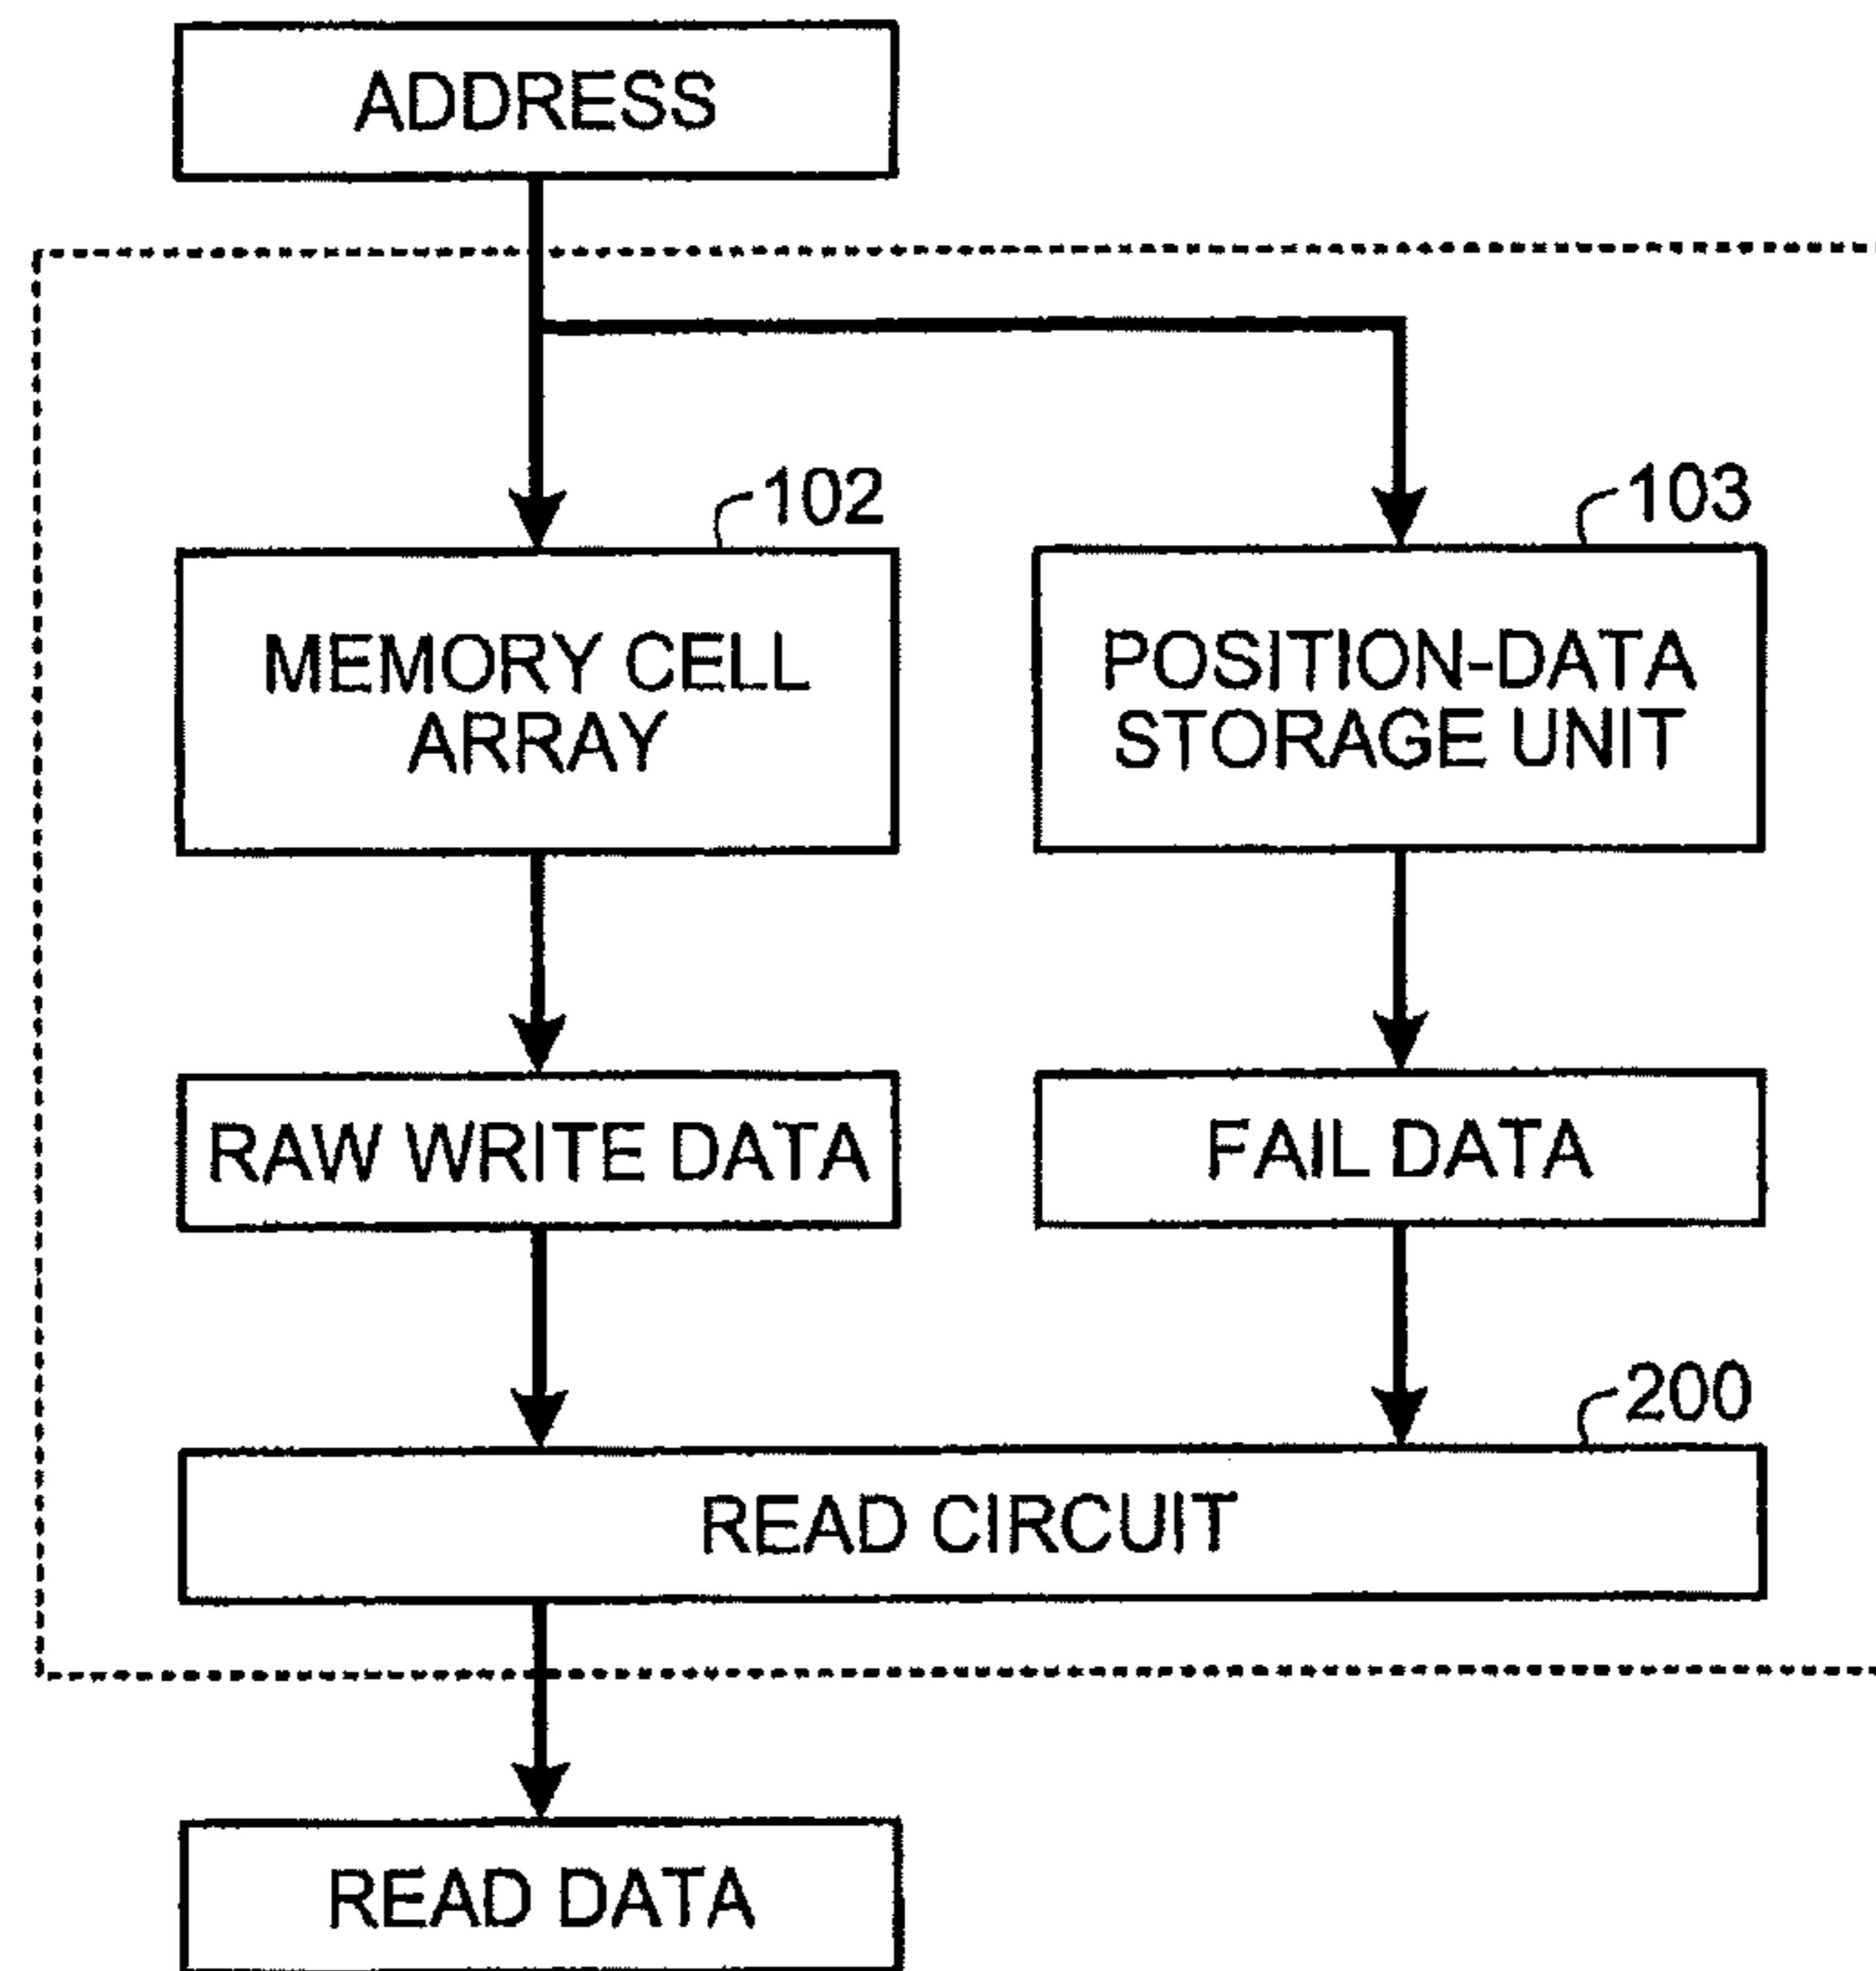 ADDRESS
102
103
MEMORY CELL
ARRAY
POSITION-DATA
STORAGE UNIT
RAW WRITE DATA
FAIL DATA
200
READ CIRCUIT
READ DATA